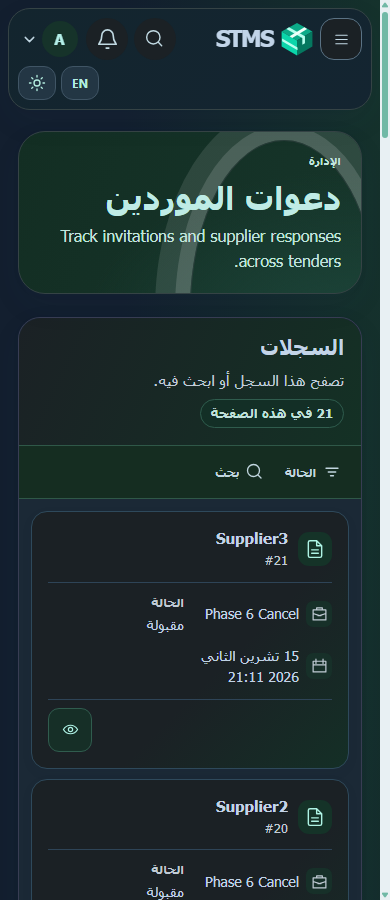 STMS
A
EN
الإدارة
دعوات الموردين
Track invitations and supplier responses
across tenders.
السجلات
تصفح هذا السجل أو ابحث فيه.
21 في هذه الصفحة
الحالة
بحث
Supplier3
#21
Phase 6 Cancel
الحالة
مقبولة
15 تشرين الثاني
2026 21:11
Supplier2
#20
Phase 6 Cancel
الحالة
مقبولة